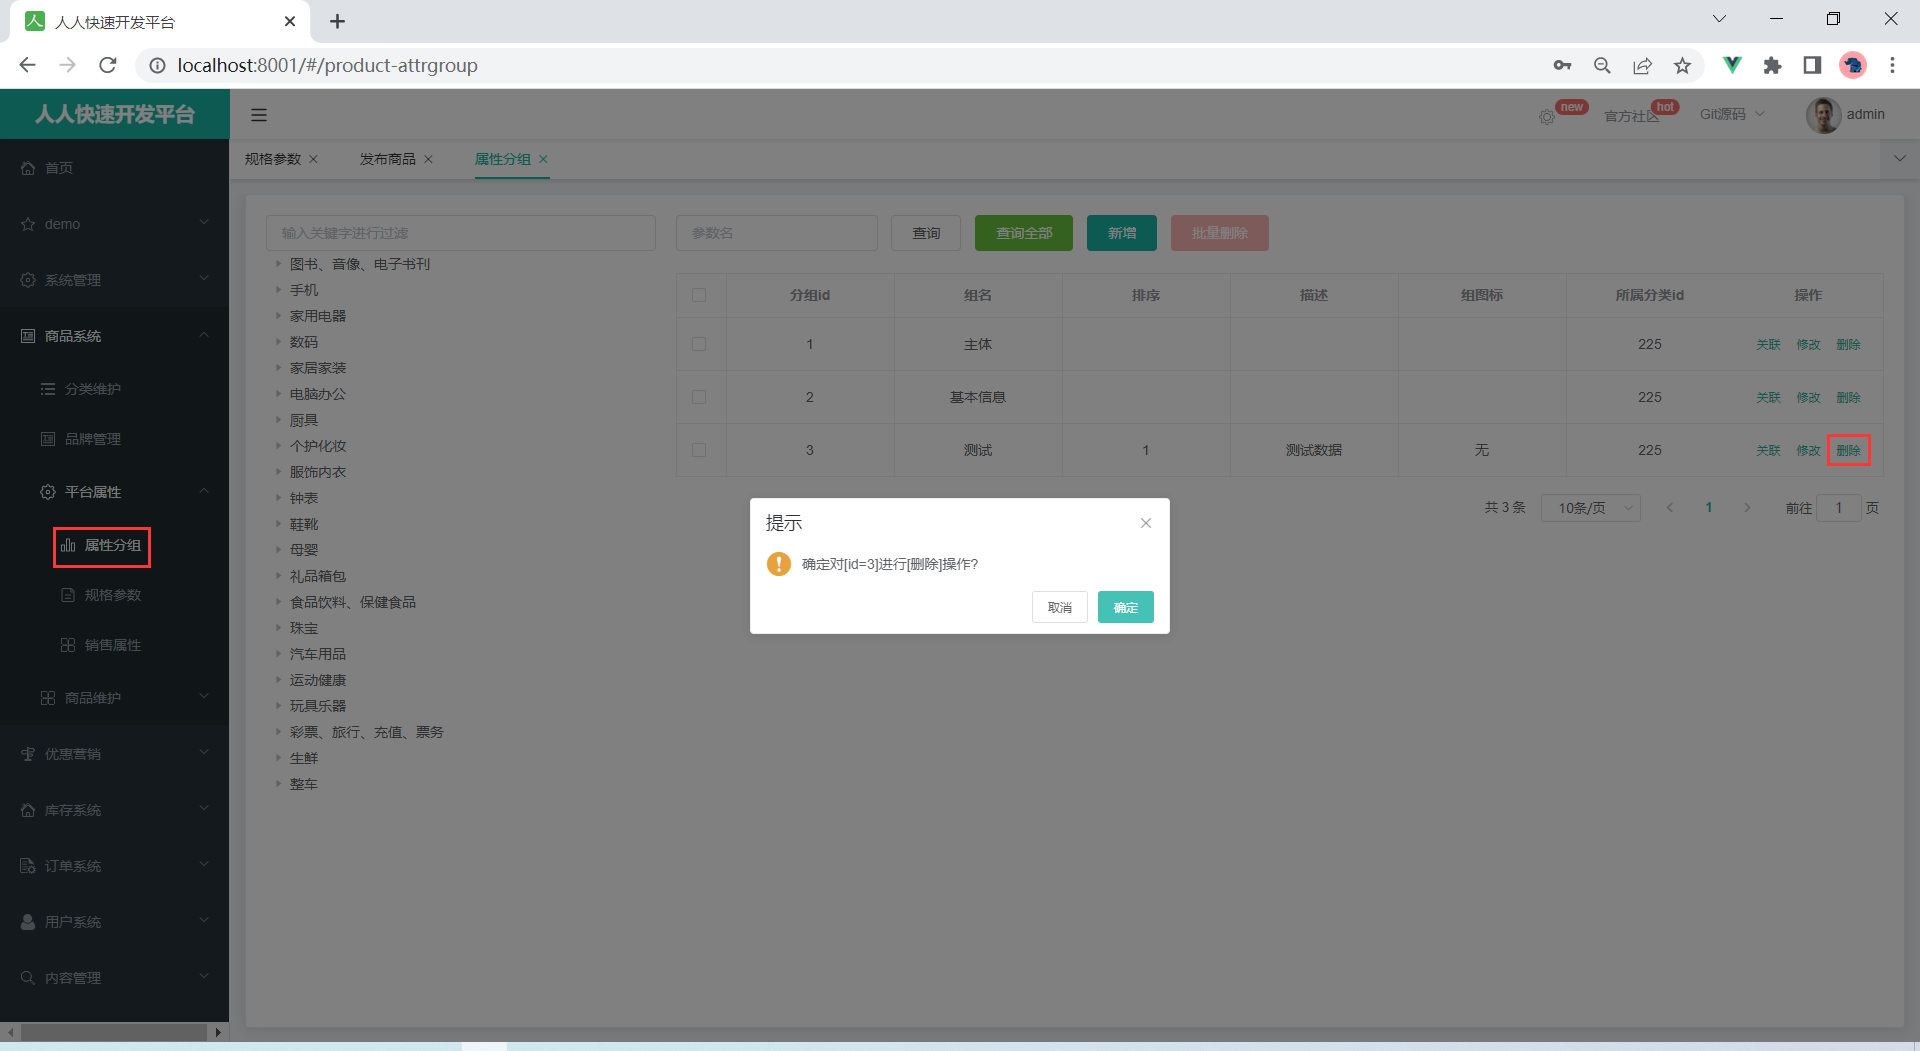 人人快速开发平台
localhost:8001/#/product-attrgroup
人人快速开发平台
new
官方社区
hot
Git源码
admin
规格参数
发布商品
属性分组
首页
demo
系统管理
商品系统
分类维护
品牌管理
平台属性
属性分组
规格参数
销售属性
商品维护
优惠营销
库存系统
订单系统
用户系统
内容管理
输入关键字进行过滤
图书、音像、电子书刊
手机
家用电器
数码
家居家装
电脑办公
厨具
个护化妆
服饰内衣
钟表
鞋靴
母婴
礼品箱包
食品饮料、保健食品
珠宝
汽车用品
运动健康
玩具乐器
彩票、旅行、充值、票务
生鲜
整车
参数名 查询 查询全部 新增 批量删除
分组id 组名 排序 描述 组图标 所属分类id 操作
1 主体 225 关联 修改 删除
2 基本信息 225 关联 修改 删除
3 测试 1 测试数据 无 225 关联 修改 删除
共 3 条 10条/页 1 前往 1 页
提示
确定对[id=3]进行[删除]操作?
取消 确定